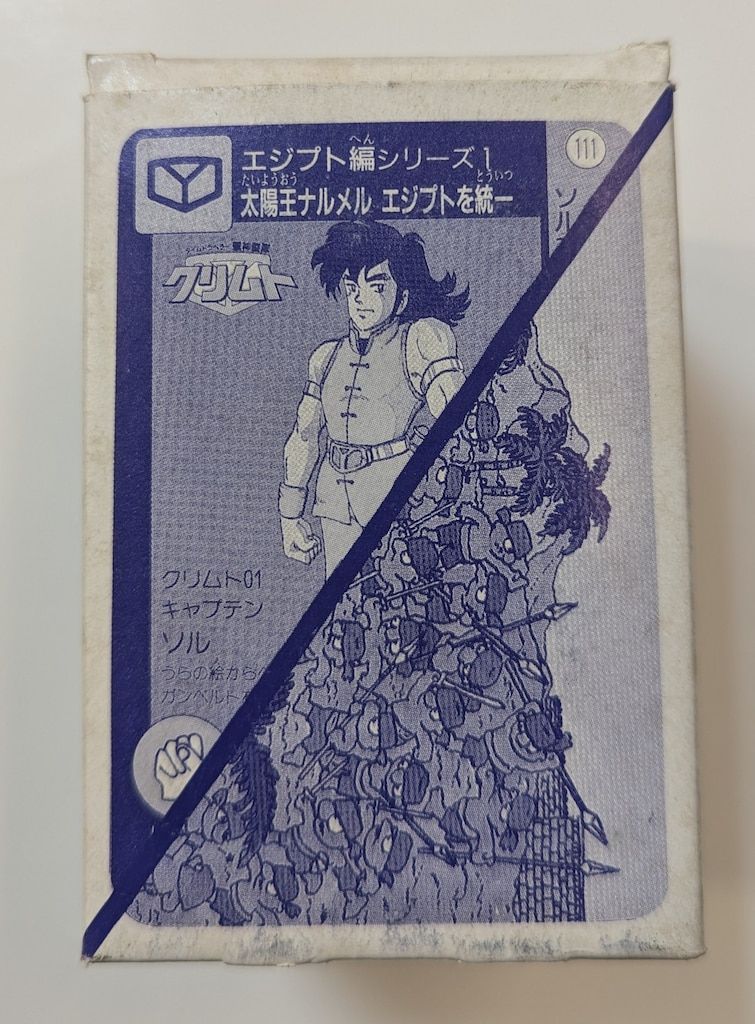 へん
エジプト編シリーズ1
たいようおう とういつ
太陽王ナルメル エジプトを統一
111
ソル
クリムト
クリムト01
キャプテン
ソル
うらの絵から
ガンベルト